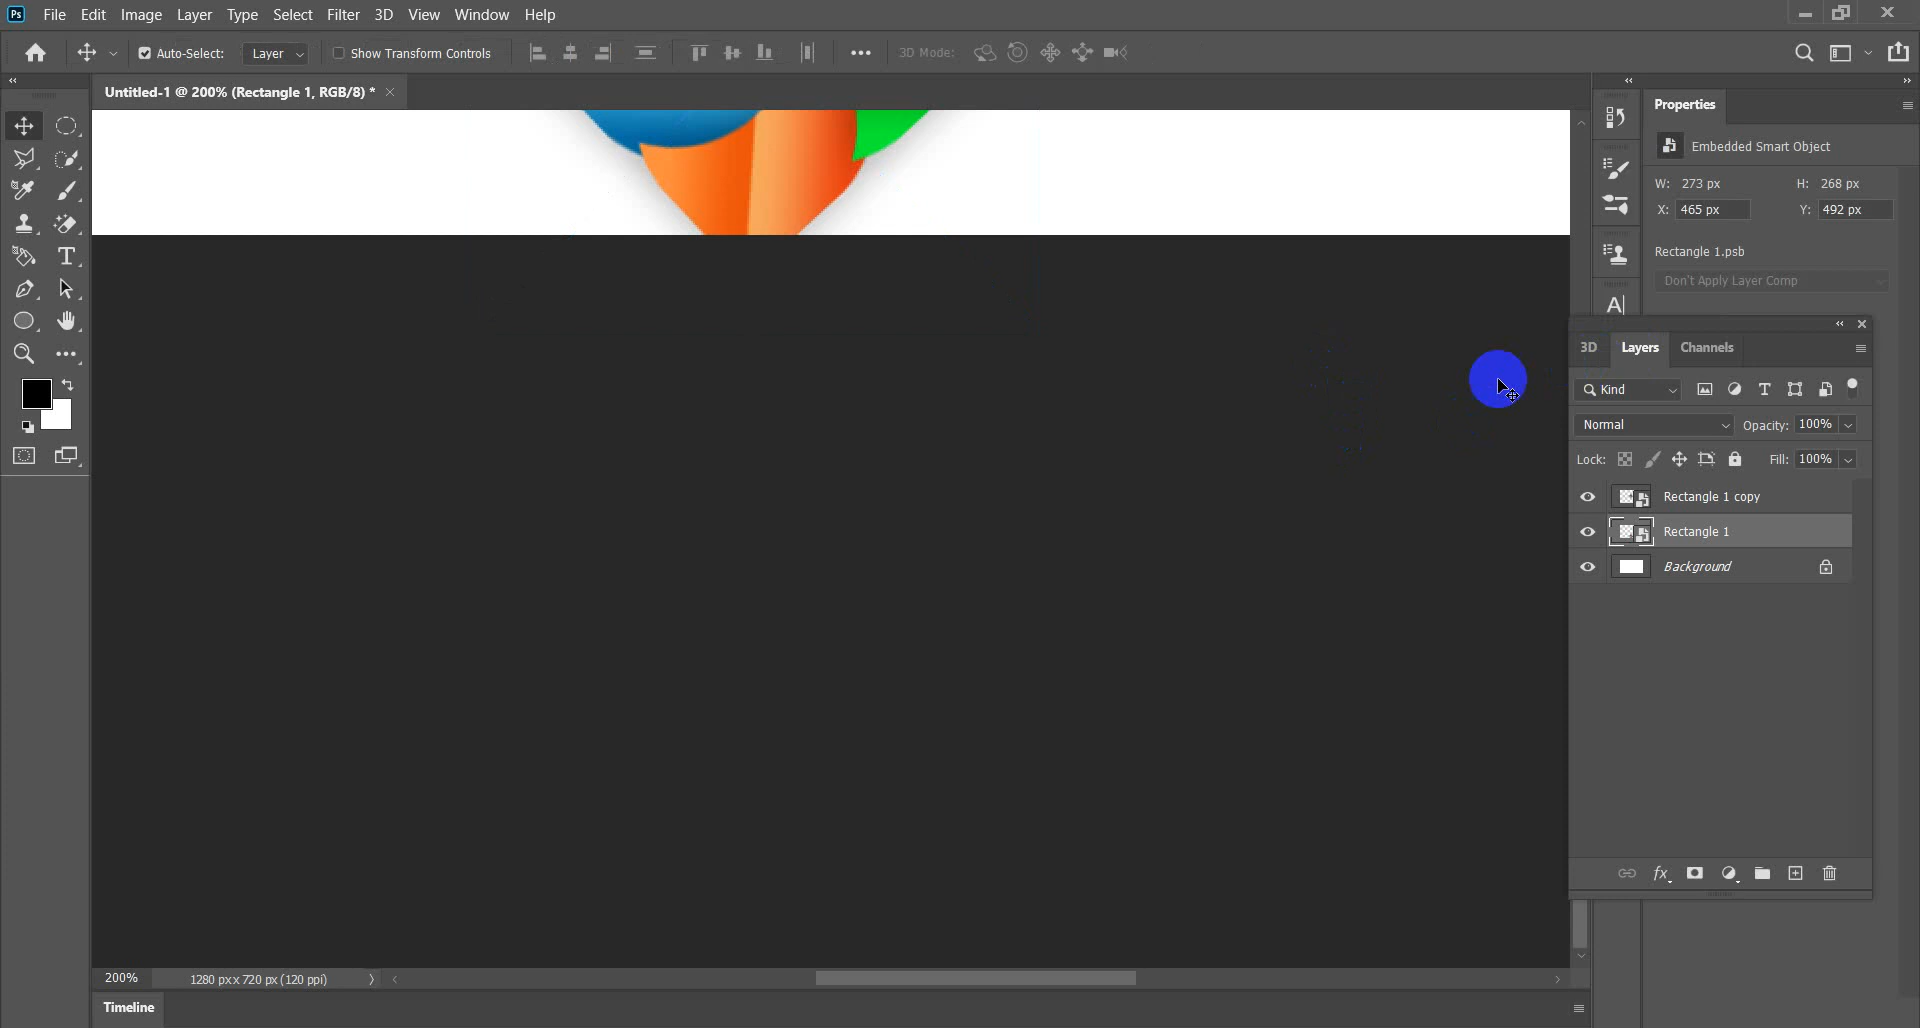 Ps File Edit Image Layer Type Select Filter 3D View Window Help
Auto-Select: Layer Show Transform Controls 3D Mode:
Untitled-1 @ 200% (Rectangle 1, RGB/8) *
Properties
Embedded Smart Object
W: 273 px H: 268 px
X: 465 px Y: 492 px
Rectangle 1.psb
Don't Apply Layer Comp
3D Layers Channels
Kind
Normal Opacity: 100%
Lock: Fill: 100%
Rectangle 1 copy
Rectangle 1
Background
200% 1280 px x 720 px (120 ppi)
Timeline